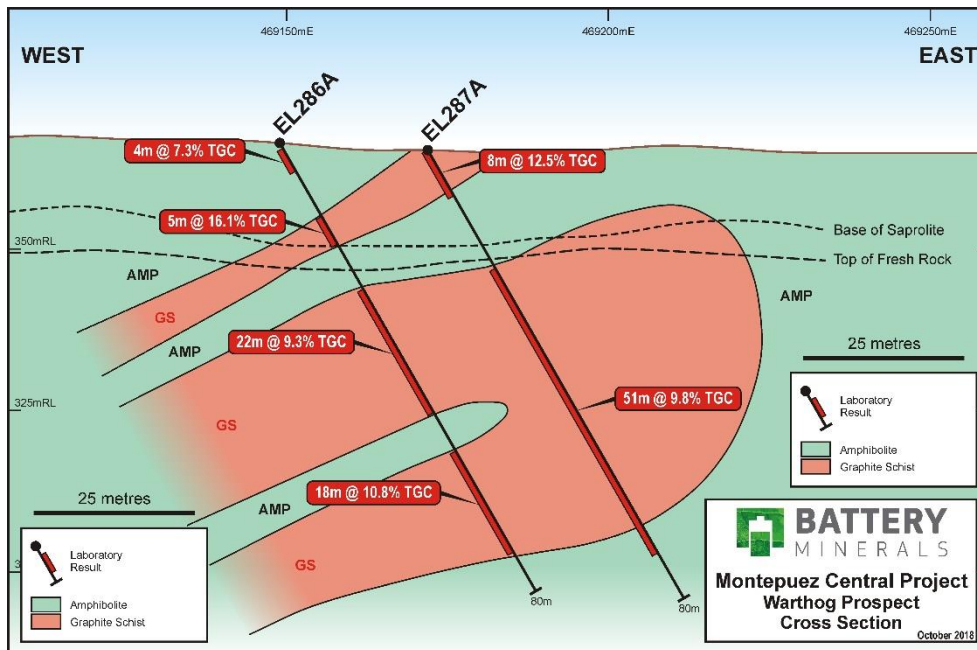 469150mE
469200mE
469250mE
WEST
EAST
EL286A
EL287A
4m @ 7.3% TGC
8m @ 12.5% TGC
5m @ 16.1% TGC
Base of Saprolite
350mRL
Top of Fresh Rock
AMP
AMP
GS
22m @ 9.3% TGC
AMP
25 metres
51m @ 9.8% TGC
325mRL
GS
Laboratory
Result
Amphibolite
Graphite Schist
25 metres
18m @ 10.8% TGC
AMP
GS
Laboratory
Result
Amphibolite
Graphite Schist
80m
80m
BATTERY
MINERALS
Montepuez Central Project
Warthog Prospect
Cross Section
October 2018